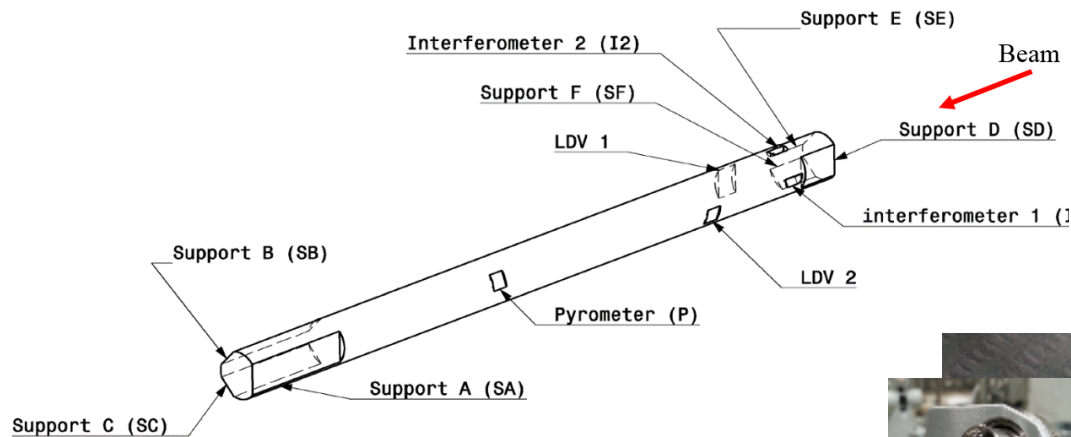 Support E (SE)
Interferometer 2 (I2)
Beam
Support F (SF)
Support D (SD)
LDV 1
interferometer 1 (I
Support B (SB)
LDV 2
Pyrometer (P)
Support A (SA)
Support C (SC)